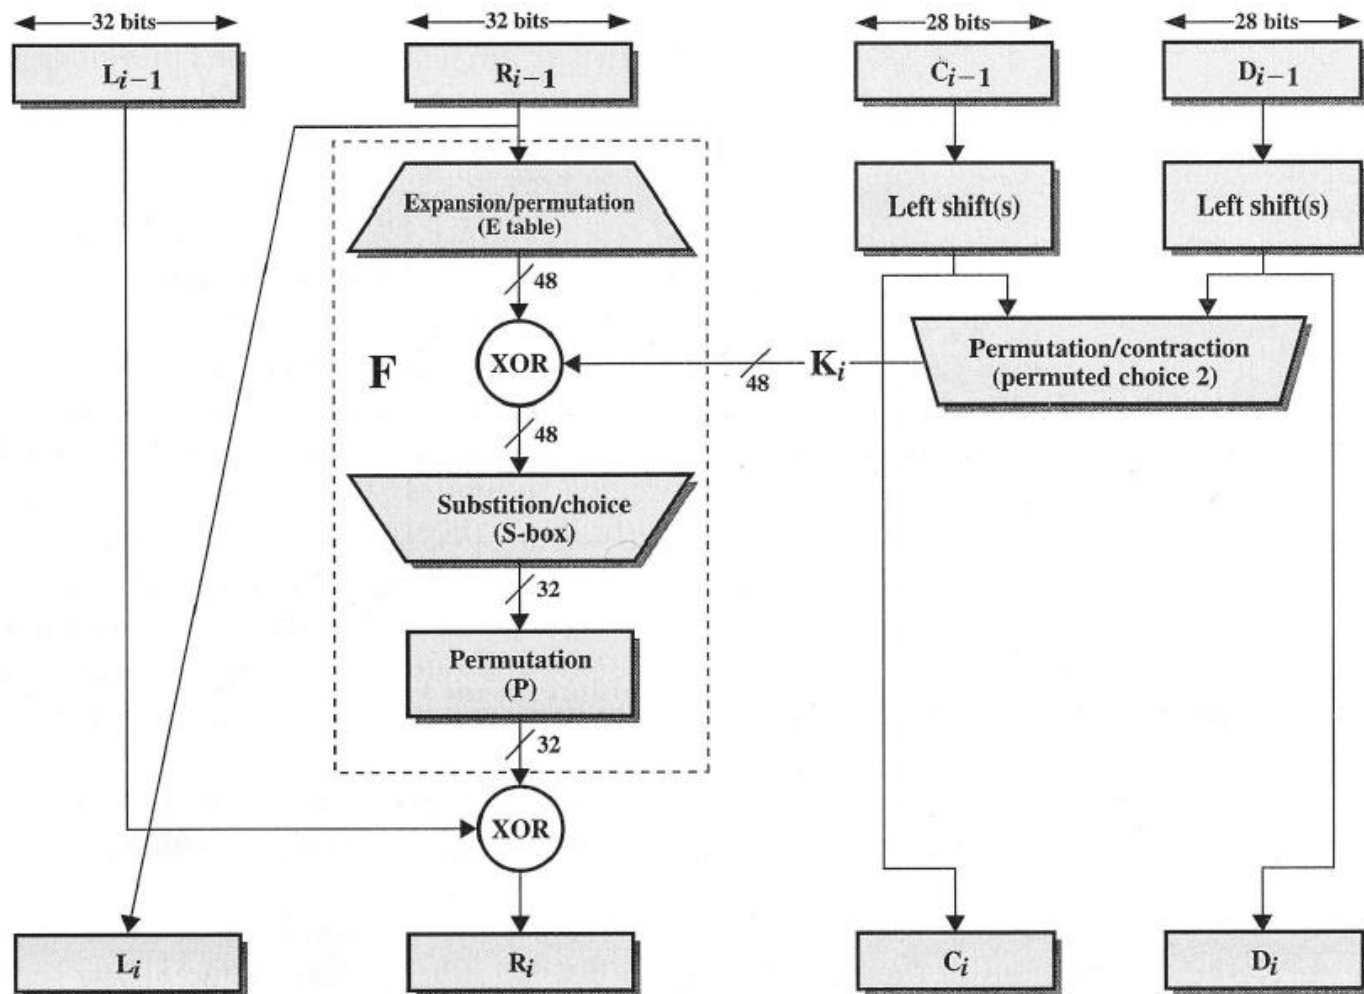 32 bits
32 bits
28 bits
28 bits
Li−1
Ri−1
Ci−1
Di−1
Expansion/permutation
(E table)
Left shift(s)
Left shift(s)
48
F
XOR
48
Ki
Permutation/contraction
(permuted choice 2)
48
Substition/choice
(S-box)
32
Permutation
(P)
32
XOR
Li
Ri
Ci
Di